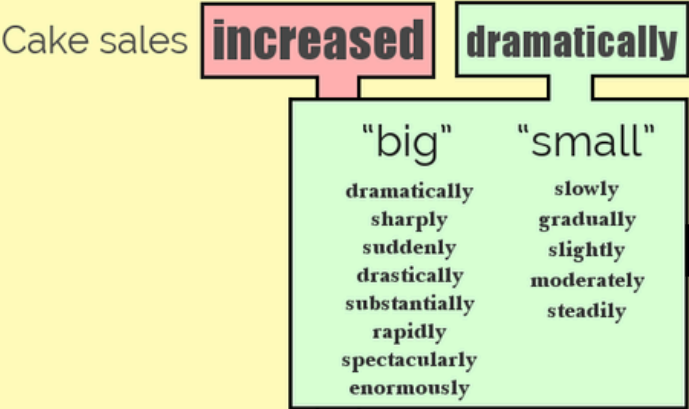 Cake sales increased dramatically
“big” “small”
dramatically slowly
sharply gradually
suddenly slightly
drastically moderately
substantially steadily
rapidly
spectacularly
enormously